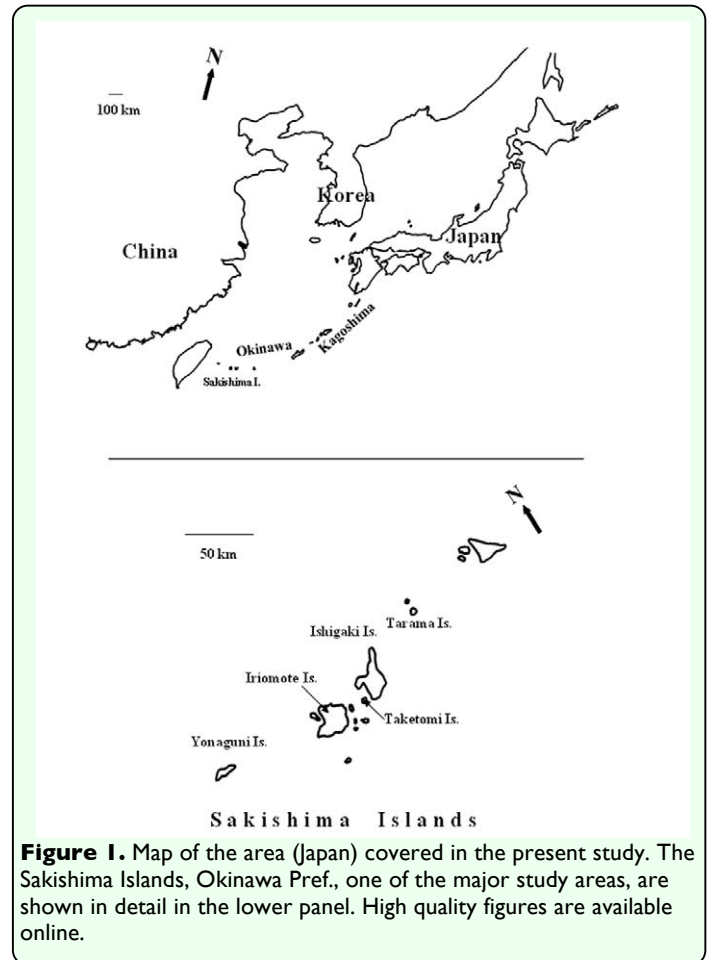 N
100 km
Korea
China
Japan
Kagoshima
Okinawa
Sakishima I.
N
50 km
Tarama Is.
Ishigaki Is.
Iriomote Is.
Taketomi Is.
Yonaguni Is.
Sakishima Islands
Figure 1. Map of the area (Japan) covered in the present study. The
Sakishima Islands, Okinawa Pref., one of the major study areas, are
shown in detail in the lower panel. High quality figures are available
online.